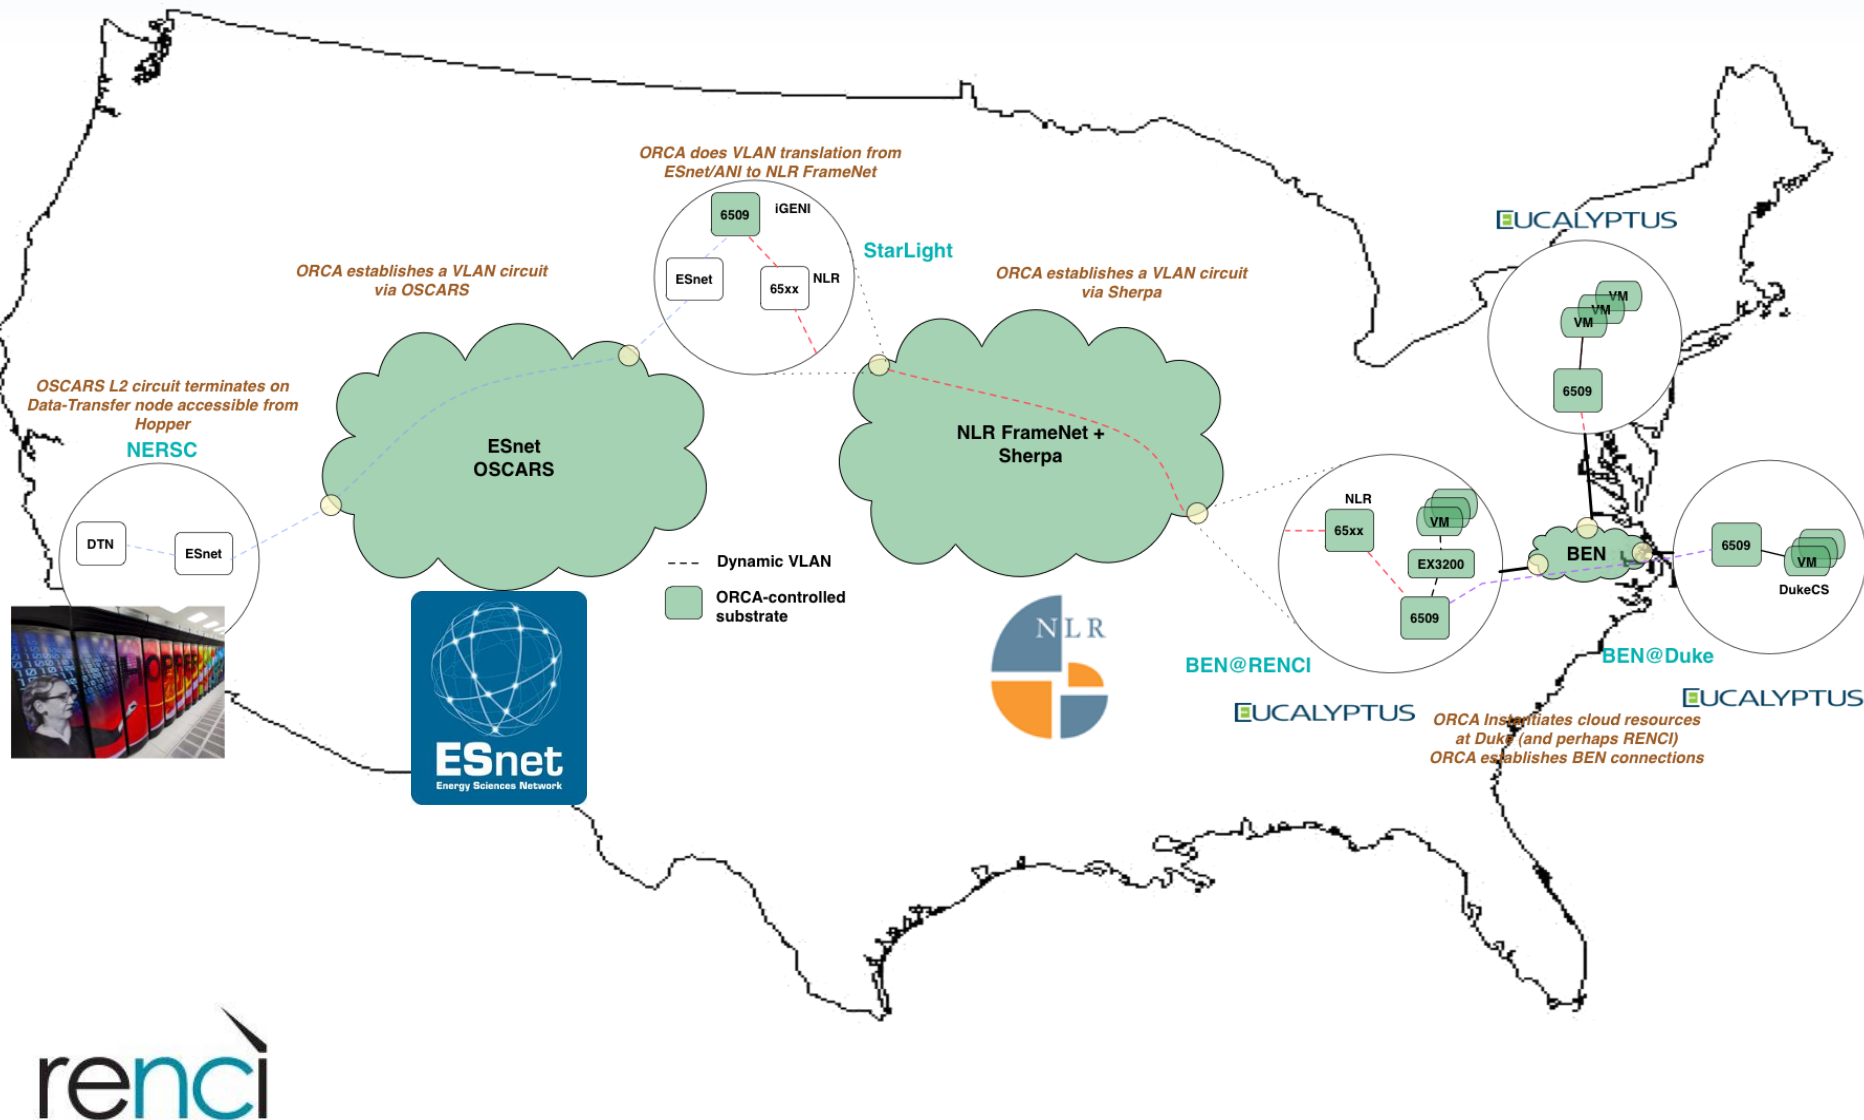 ORCA does VLAN translation from
ESnet/ANI to NLR FrameNet
6509
iGENI
ESnet
65xx
NLR
StarLight
ORCA establishes a VLAN circuit
via OSCARS
ORCA establishes a VLAN circuit
via Sherpa
EUCALYPTUS
VM
VM
VM
6509
OSCARS L2 circuit terminates on
Data-Transfer node accessible from
Hopper
NERSC
DTN
ESnet
ESnet
OSCARS
NLR FrameNet +
Sherpa
Dynamic VLAN
ORCA-controlled
substrate
NLR
65xx
VM
EX3200
6509
BEN
6509
VM
DukeCS
HOPPER
ESnet
Energy Sciences Network
NLR
BEN@RENCI
BEN@Duke
EUCALYPTUS
EUCALYPTUS
ORCA Instantiates cloud resources
at Duke (and perhaps RENCI)
ORCA establishes BEN connections
renci